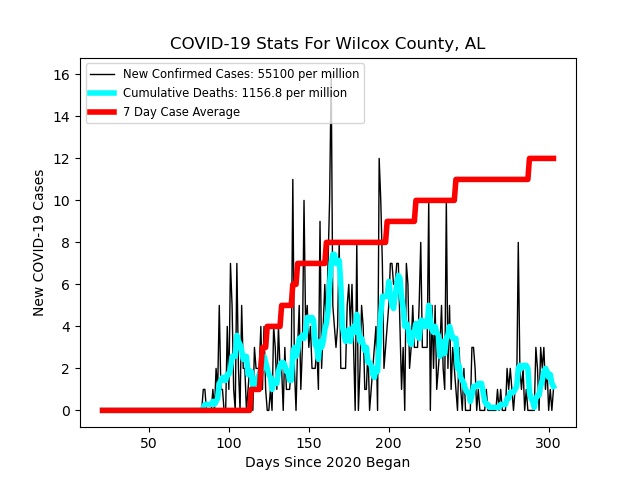 COVID-19 Stats For Wilcox County, AL
New Confirmed Cases: 55100 per million
Cumulative Deaths: 1156.8 per million
7 Day Case Average
16
14
12
10
8
6
4
2
0
New COVID-19 Cases
50 100 150 200 250 300
Days Since 2020 Began